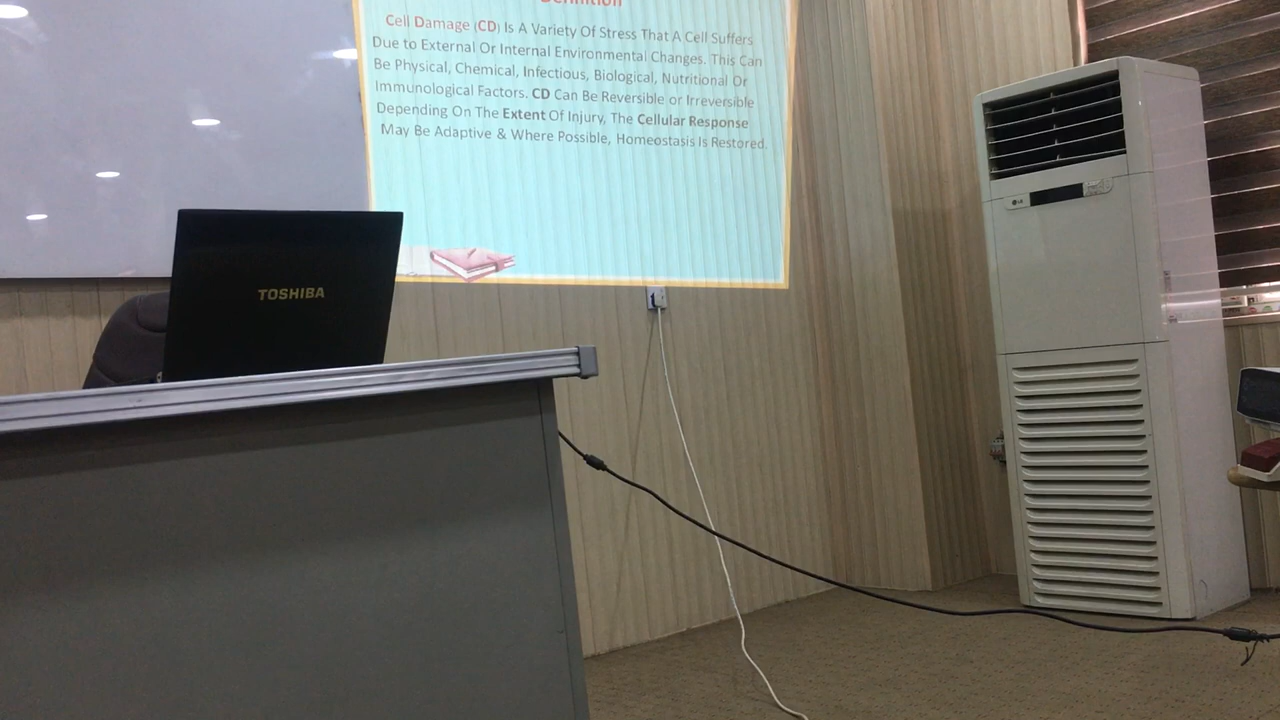 Definition
Cell Damage (CD) Is A Variety Of Stress That A Cell Suffers
Due to External Or Internal Environmental Changes. This Can
Be Physical, Chemical, Infectious, Biological, Nutritional Or
Immunological Factors. CD Can Be Reversible or Irreversible
Depending On The Extent Of Injury, The Cellular Response
May Be Adaptive & Where Possible, Homeostasis Is Restored.
TOSHIBA
LG